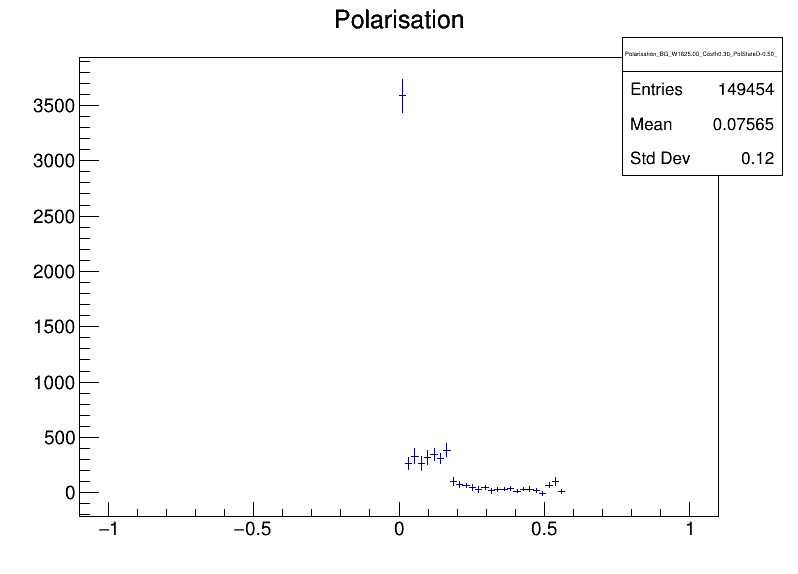 Polarisation
Polarisation_BG_W1625.00_Costh0.30_PolStateD-0.50_
Entries 149454
Mean 0.07565
Std Dev 0.12
3500
3000
2500
2000
1500
1000
500
0
−1 −0.5 0 0.5 1